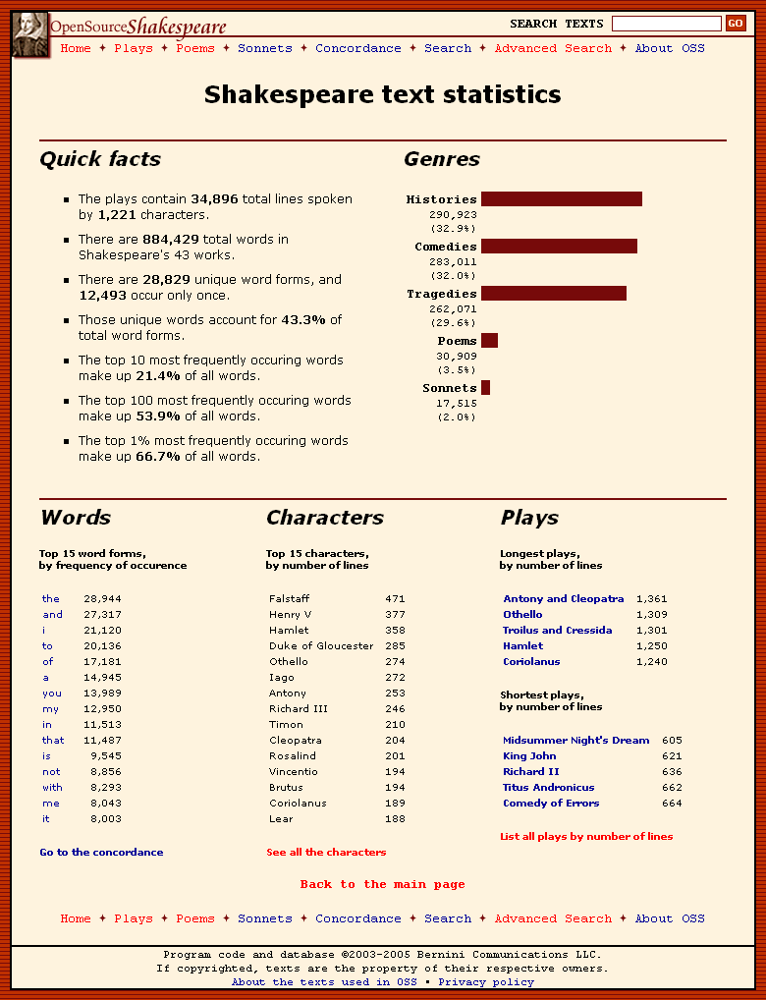 OpenSourceShakespeare
SEARCH TEXTS GO
Home ✦ Plays ✦ Poems ✦ Sonnets ✦ Concordance ✦ Search ✦ Advanced Search ✦ About OSS
Shakespeare text statistics
Quick facts
The plays contain 34,896 total lines spoken
by 1,221 characters.
There are 884,429 total words in
Shakespeare's 43 works.
There are 28,829 unique word forms, and
12,493 occur only once.
Those unique words account for 43.3% of
total word forms.
The top 10 most frequently occuring words
make up 21.4% of all words.
The top 100 most frequently occuring words
make up 53.9% of all words.
The top 1% most frequently occuring words
make up 66.7% of all words.
Genres
Histories
290,923
(32.9%)
Comedies
283,011
(32.0%)
Tragedies
262,071
(29.6%)
Poems
30,909
(3.5%)
Sonnets
17,515
(2.0%)
Words
Top 15 word forms,
by frequency of occurence
the 28,944
and 27,317
i 21,120
to 20,136
of 17,181
a 14,945
you 13,989
my 12,950
in 11,513
that 11,487
is 9,545
not 8,856
with 8,293
me 8,043
it 8,003
Go to the concordance
Characters
Top 15 characters,
by number of lines
Falstaff 471
Henry V 377
Hamlet 358
Duke of Gloucester 285
Othello 274
Iago 272
Antony 253
Richard III 246
Timon 210
Cleopatra 204
Rosalind 201
Vincentio 194
Brutus 194
Coriolanus 189
Lear 188
See all the characters
Plays
Longest plays,
by number of lines
Antony and Cleopatra 1,361
Othello 1,309
Troilus and Cressida 1,301
Hamlet 1,250
Coriolanus 1,240
Shortest plays,
by number of lines
Midsummer Night's Dream 605
King John 621
Richard II 636
Titus Andronicus 662
Comedy of Errors 664
List all plays by number of lines
Back to the main page
Home ✦ Plays ✦ Poems ✦ Sonnets ✦ Concordance ✦ Search ✦ Advanced Search ✦ About OSS
Program code and database ©2003-2005 Bernini Communications LLC.
If copyrighted, texts are the property of their respective owners.
About the texts used in OSS • Privacy policy